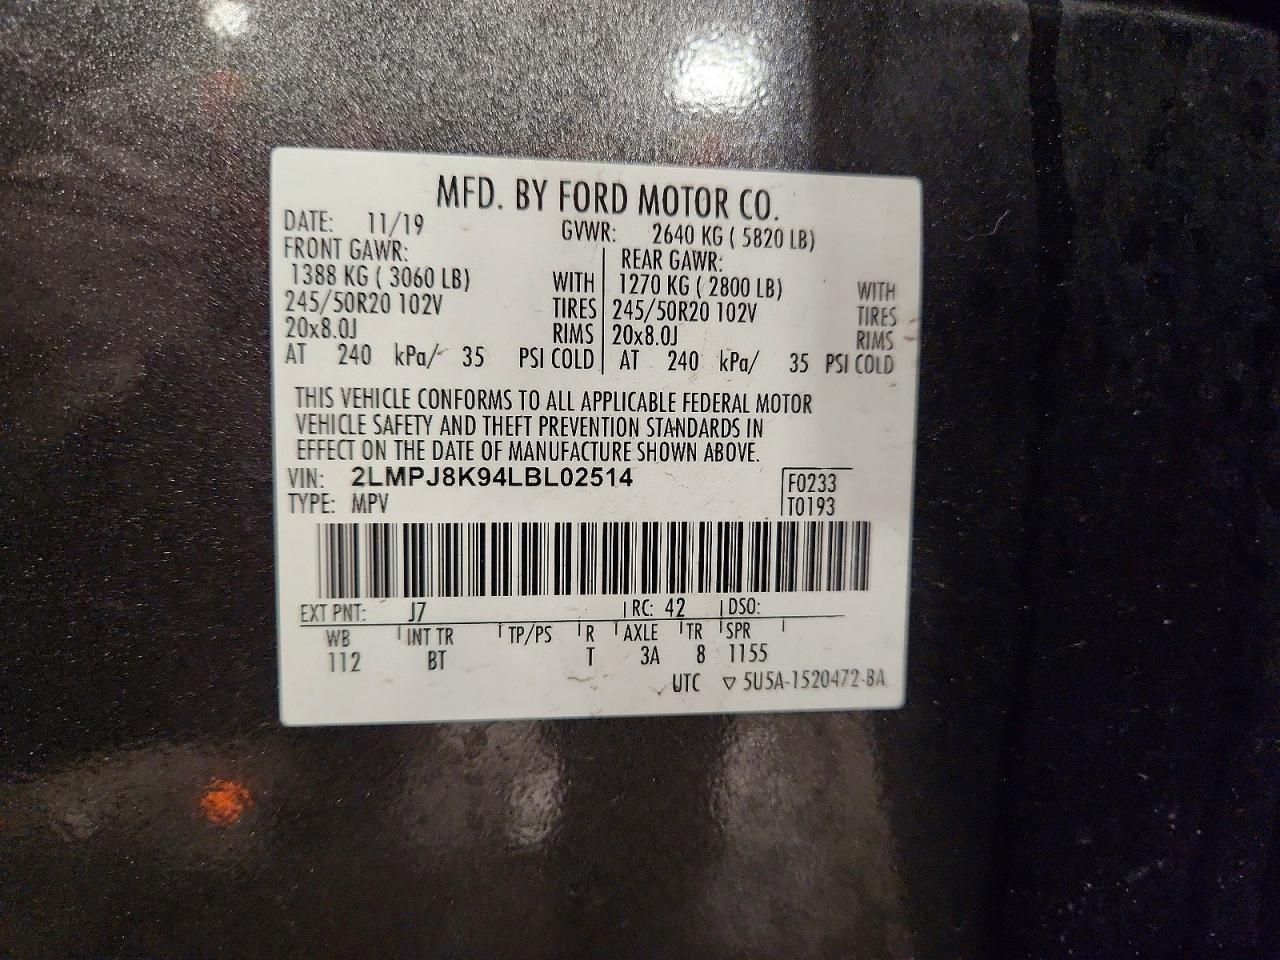 MFD. BY FORD MOTOR CO.
DATE: 11/19 GVWR: 2640 KG ( 5820 LB)
FRONT GAWR: REAR GAWR:
1388 KG ( 3060 LB) WITH 1270 KG ( 2800 LB) WITH
245/50R20 102V TIRES 245/50R20 102V TIRES
20x8.0J RIMS 20x8.0J RIMS
AT 240 kPa/ 35 PSI COLD AT 240 kPa/ 35 PSI COLD
THIS VEHICLE CONFORMS TO ALL APPLICABLE FEDERAL MOTOR
VEHICLE SAFETY AND THEFT PREVENTION STANDARDS IN
EFFECT ON THE DATE OF MANUFACTURE SHOWN ABOVE.
VIN: 2LMPJ8K94LBL02514 F0233
TYPE: MPV T0193
EXT PNT: J7 RC: 42 DSO:
WB INT TR TP/PS R AXLE TR SPR
112 BT T 3A 8 1155
UTC ▽ 5U5A-1520472-BA